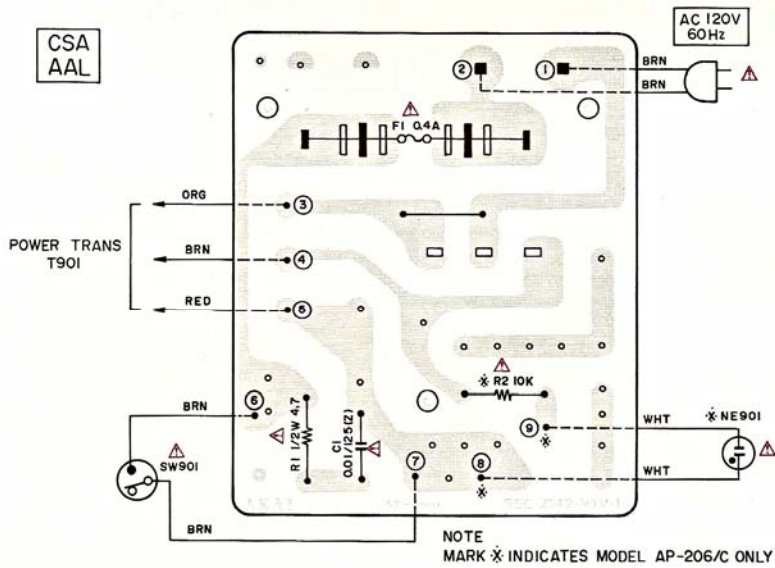 CSA
AAL
AC 120V
60Hz
BRN
BRN
2
1
F1 0.4A
ORG
3
POWER TRANS
T901
BRN
4
RED
5
※ R2 10K
6
BRN
R1 1/2W 4.7
C1
0.01/125(Z)
9
※
WHT
※ NE901
SW901
7
8
※
WHT
AKAI
BRN
NOTE
MARK ※ INDICATES MODEL AP-206/C ONLY